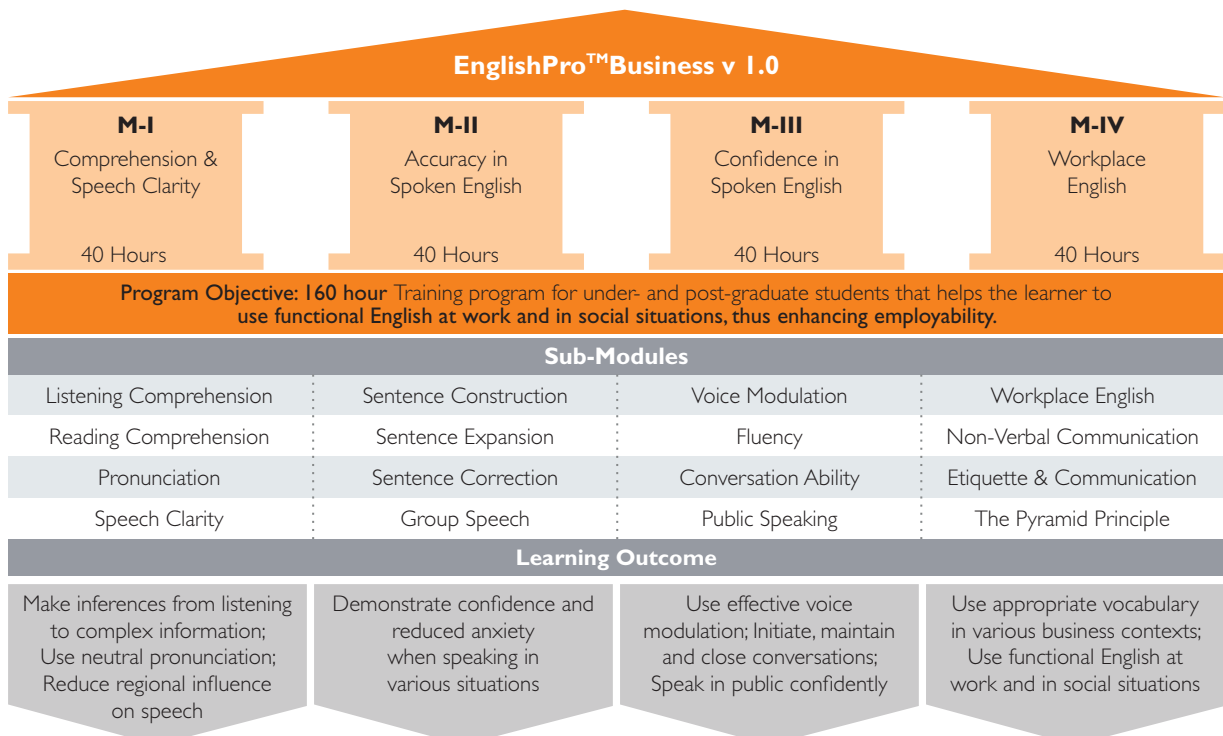 EnglishPro™Business v 1.0
M-I
Comprehension &
Speech Clarity
40 Hours
M-II
Accuracy in
Spoken English
40 Hours
M-III
Confidence in
Spoken English
40 Hours
M-IV
Workplace
English
40 Hours
Program Objective: 160 hour Training program for under- and post-graduate students that helps the learner to
use functional English at work and in social situations, thus enhancing employability.
Sub-Modules
Listening Comprehension
Sentence Construction
Voice Modulation
Workplace English
Reading Comprehension
Sentence Expansion
Fluency
Non-Verbal Communication
Pronunciation
Sentence Correction
Conversation Ability
Etiquette & Communication
Speech Clarity
Group Speech
Public Speaking
The Pyramid Principle
Learning Outcome
Make inferences from listening
to complex information;
Use neutral pronunciation;
Reduce regional influence
on speech
Demonstrate confidence and
reduced anxiety
when speaking in
various situations
Use effective voice
modulation; Initiate, maintain
and close conversations;
Speak in public confidently
Use appropriate vocabulary
in various business contexts;
Use functional English at
work and in social situations